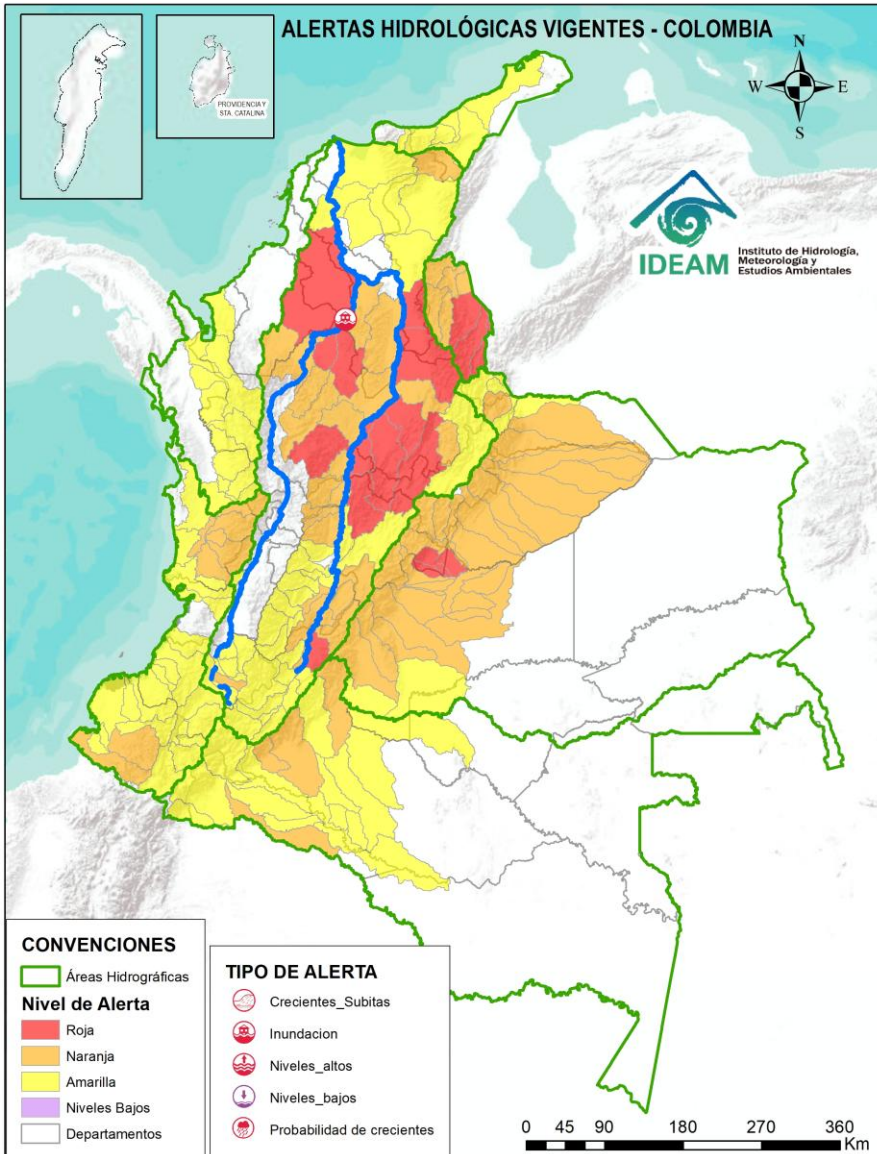 ALERTAS HIDROLÓGICAS VIGENTES - COLOMBIA
PROVIDENCIA Y
STA. CATALINA
N
W
E
S
IDEAM
Instituto de Hidrología,
Meteorología y
Estudios Ambientales
CONVENCIONES
Áreas Hidrográficas
Nivel de Alerta
Roja
Naranja
Amarilla
Niveles Bajos
Departamentos
TIPO DE ALERTA
Crecientes_Subitas
Inundacion
Niveles_altos
Niveles_bajos
Probabilidad de crecientes
0 45 90 180 270 360
Km